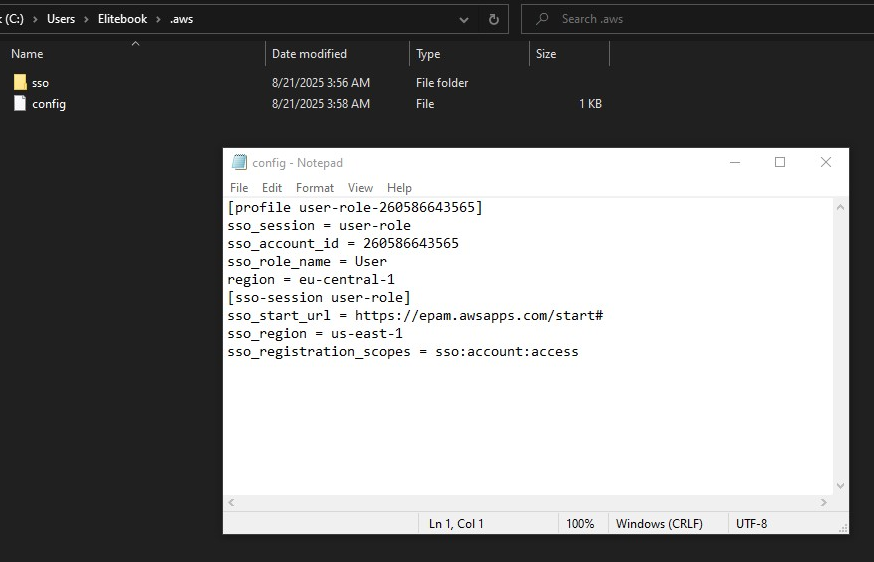 (C:) › Users › Elitebook › .aws
Search .aws
Name Date modified Type Size
sso 8/21/2025 3:56 AM File folder
config 8/21/2025 3:58 AM File 1 KB
config - Notepad
File Edit Format View Help
[profile user-role-260586643565]
sso_session = user-role
sso_account_id = 260586643565
sso_role_name = User
region = eu-central-1
[sso-session user-role]
sso_start_url = https://epam.awsapps.com/start#
sso_region = us-east-1
sso_registration_scopes = sso:account:access
Ln 1, Col 1 100% Windows (CRLF) UTF-8